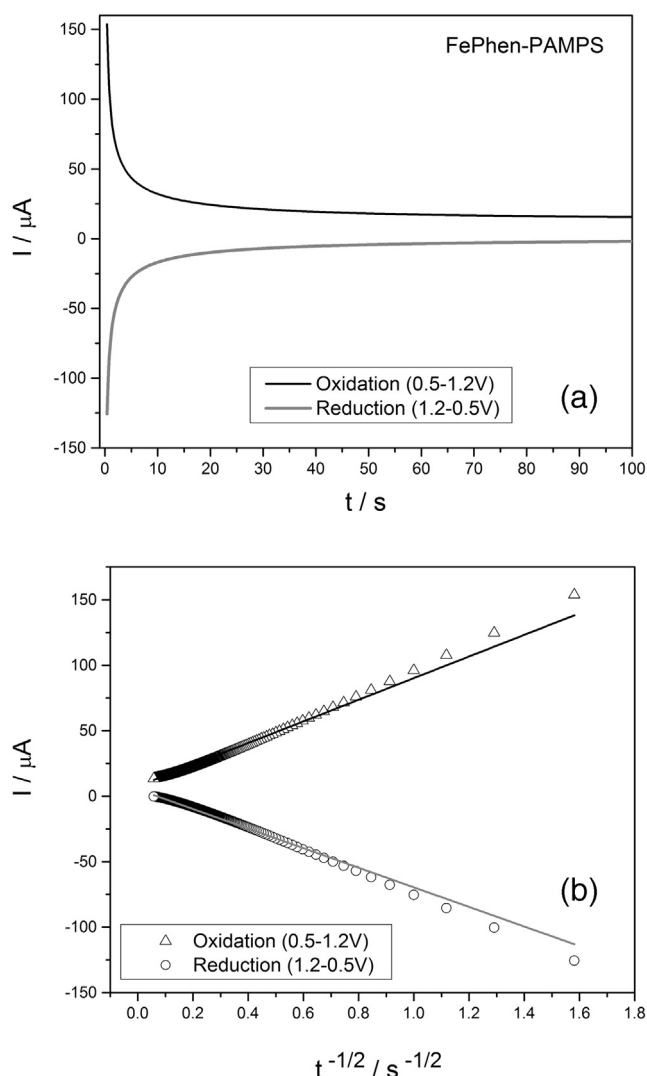 FePhen-PAMPS
150
100
50
0
-50
-100
-150
I / µA
Oxidation (0.5-1.2V)
Reduction (1.2-0.5V)
(a)
0 10 20 30 40 50 60 70 80 90 100
t / s
150
100
50
0
-50
-100
-150
I / µA
(b)
Oxidation (0.5-1.2V)
Reduction (1.2-0.5V)
0.0 0.2 0.4 0.6 0.8 1.0 1.2 1.4 1.6 1.8
t -1/2 / s -1/2